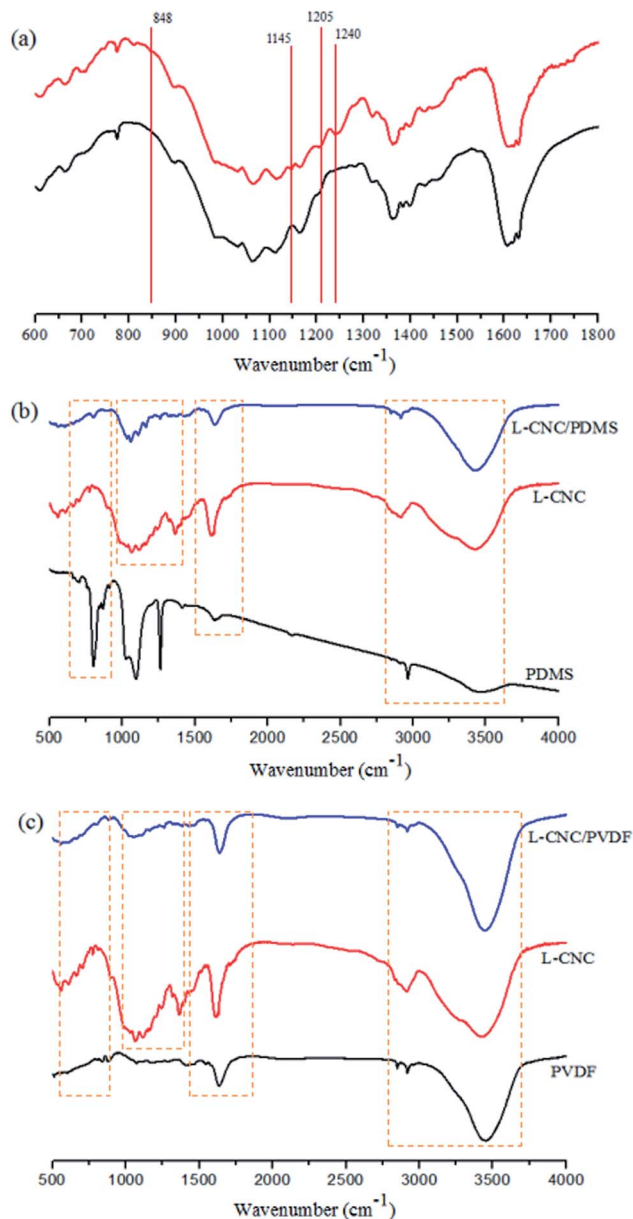 (a)
848
1145
1205
1240
600 700 800 900 1000 1100 1200 1300 1400 1500 1600 1700 1800
Wavenumber (cm⁻¹)
(b)
L-CNC/PDMS
L-CNC
PDMS
500 1000 1500 2000 2500 3000 3500 4000
Wavenumber (cm⁻¹)
(c)
L-CNC/PVDF
L-CNC
PVDF
500 1000 1500 2000 2500 3000 3500 4000
Wavenumber (cm⁻¹)